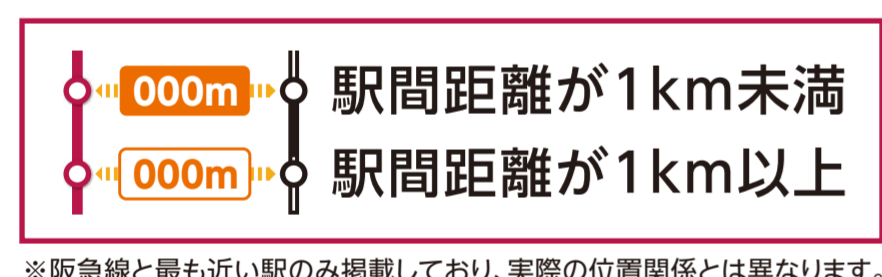 000m 駅間距離が1km未満
000m 駅間距離が1km以上
※阪急線と最も近い駅のみ掲載しており、実際の位置関係とは異なります。